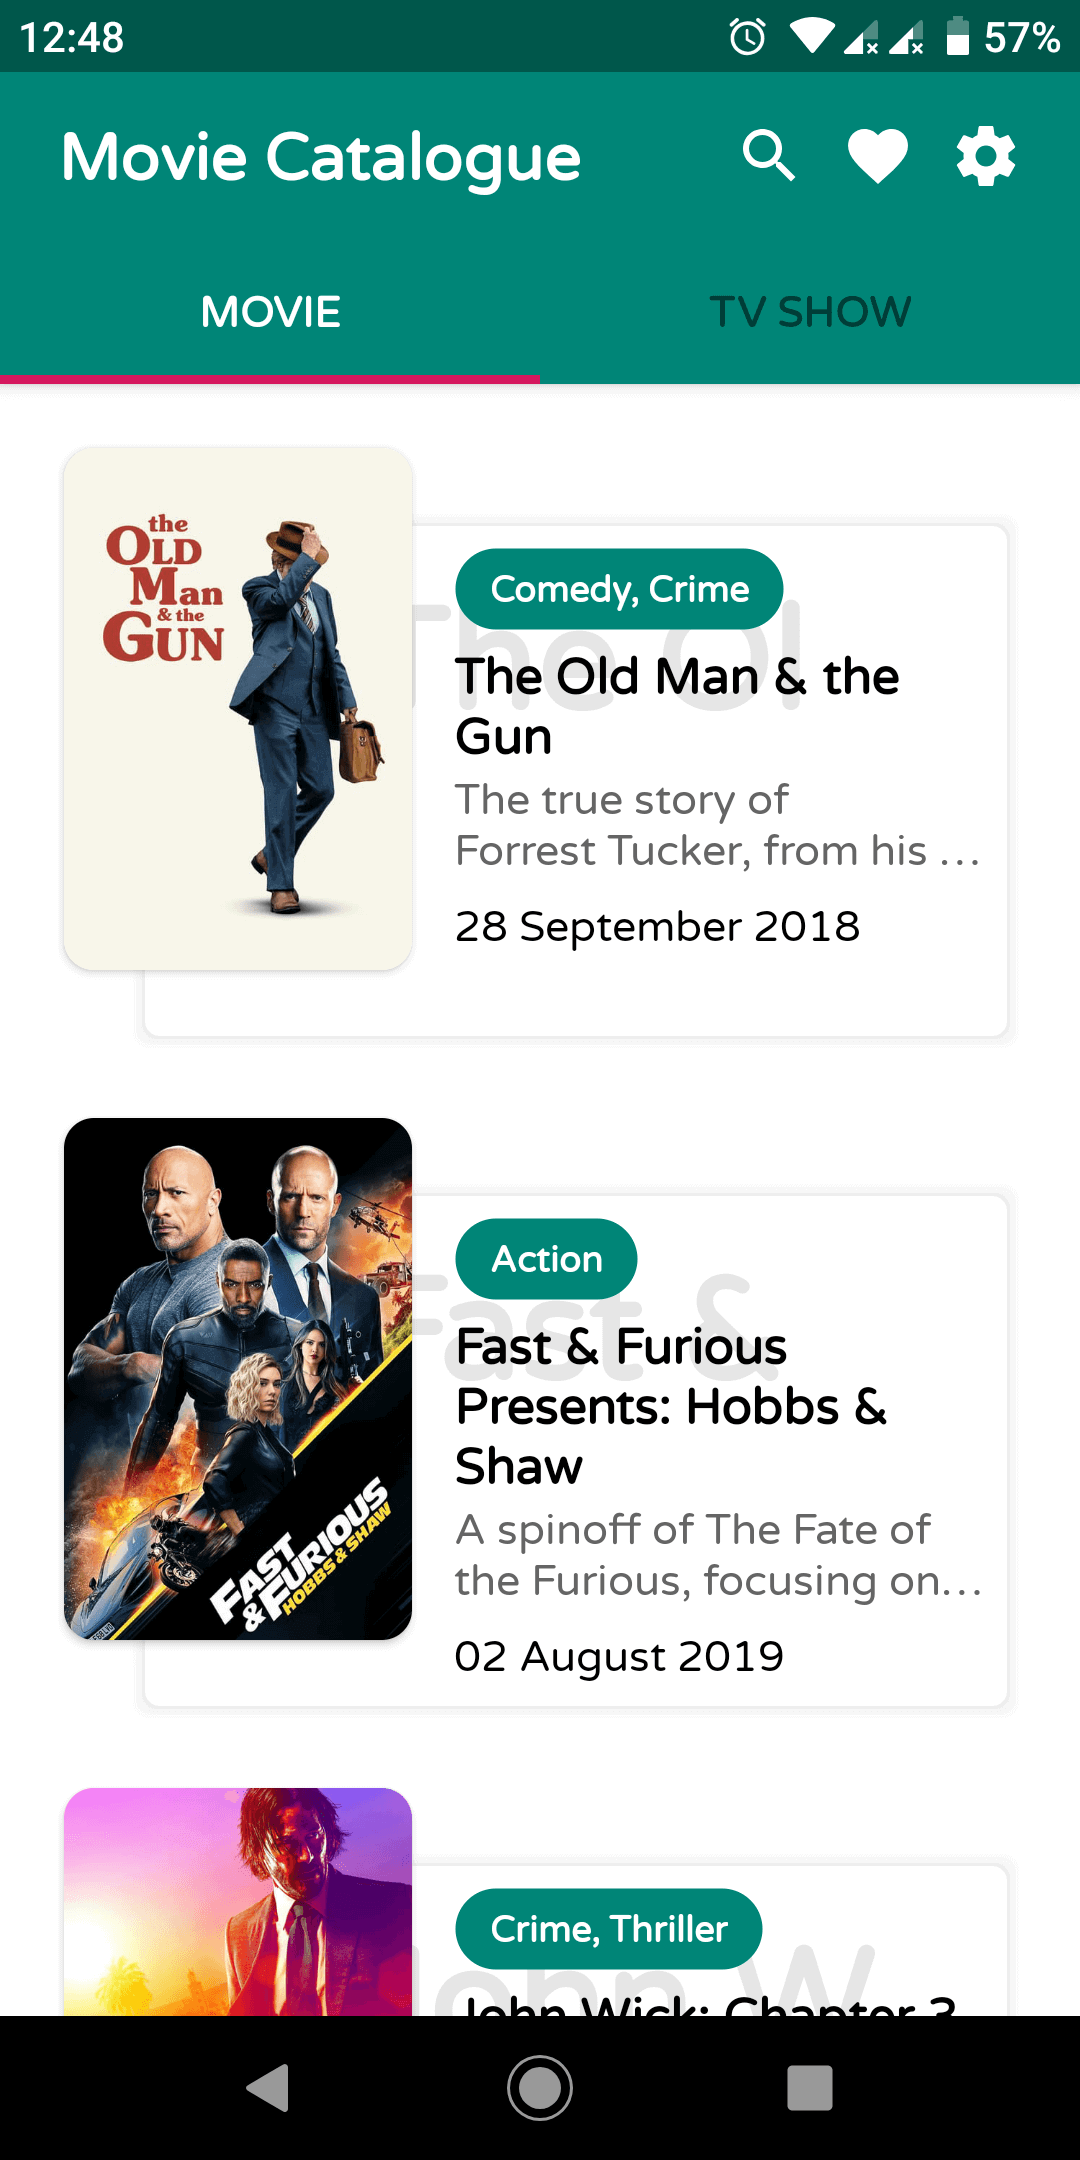 12:48
57%
Movie Catalogue
MOVIE
TV SHOW
the
OLD
Man
& the
GUN
The Ol
Comedy, Crime
The Old Man & the
Gun
The true story of
Forrest Tucker, from his ...
28 September 2018
FAST
& FURIOUS
HOBBS & SHAW
Fast &
Action
Fast & Furious
Presents: Hobbs &
Shaw
A spinoff of The Fate of
the Furious, focusing on...
02 August 2019
John W
Crime, Thriller
John Wick: Chapter 3